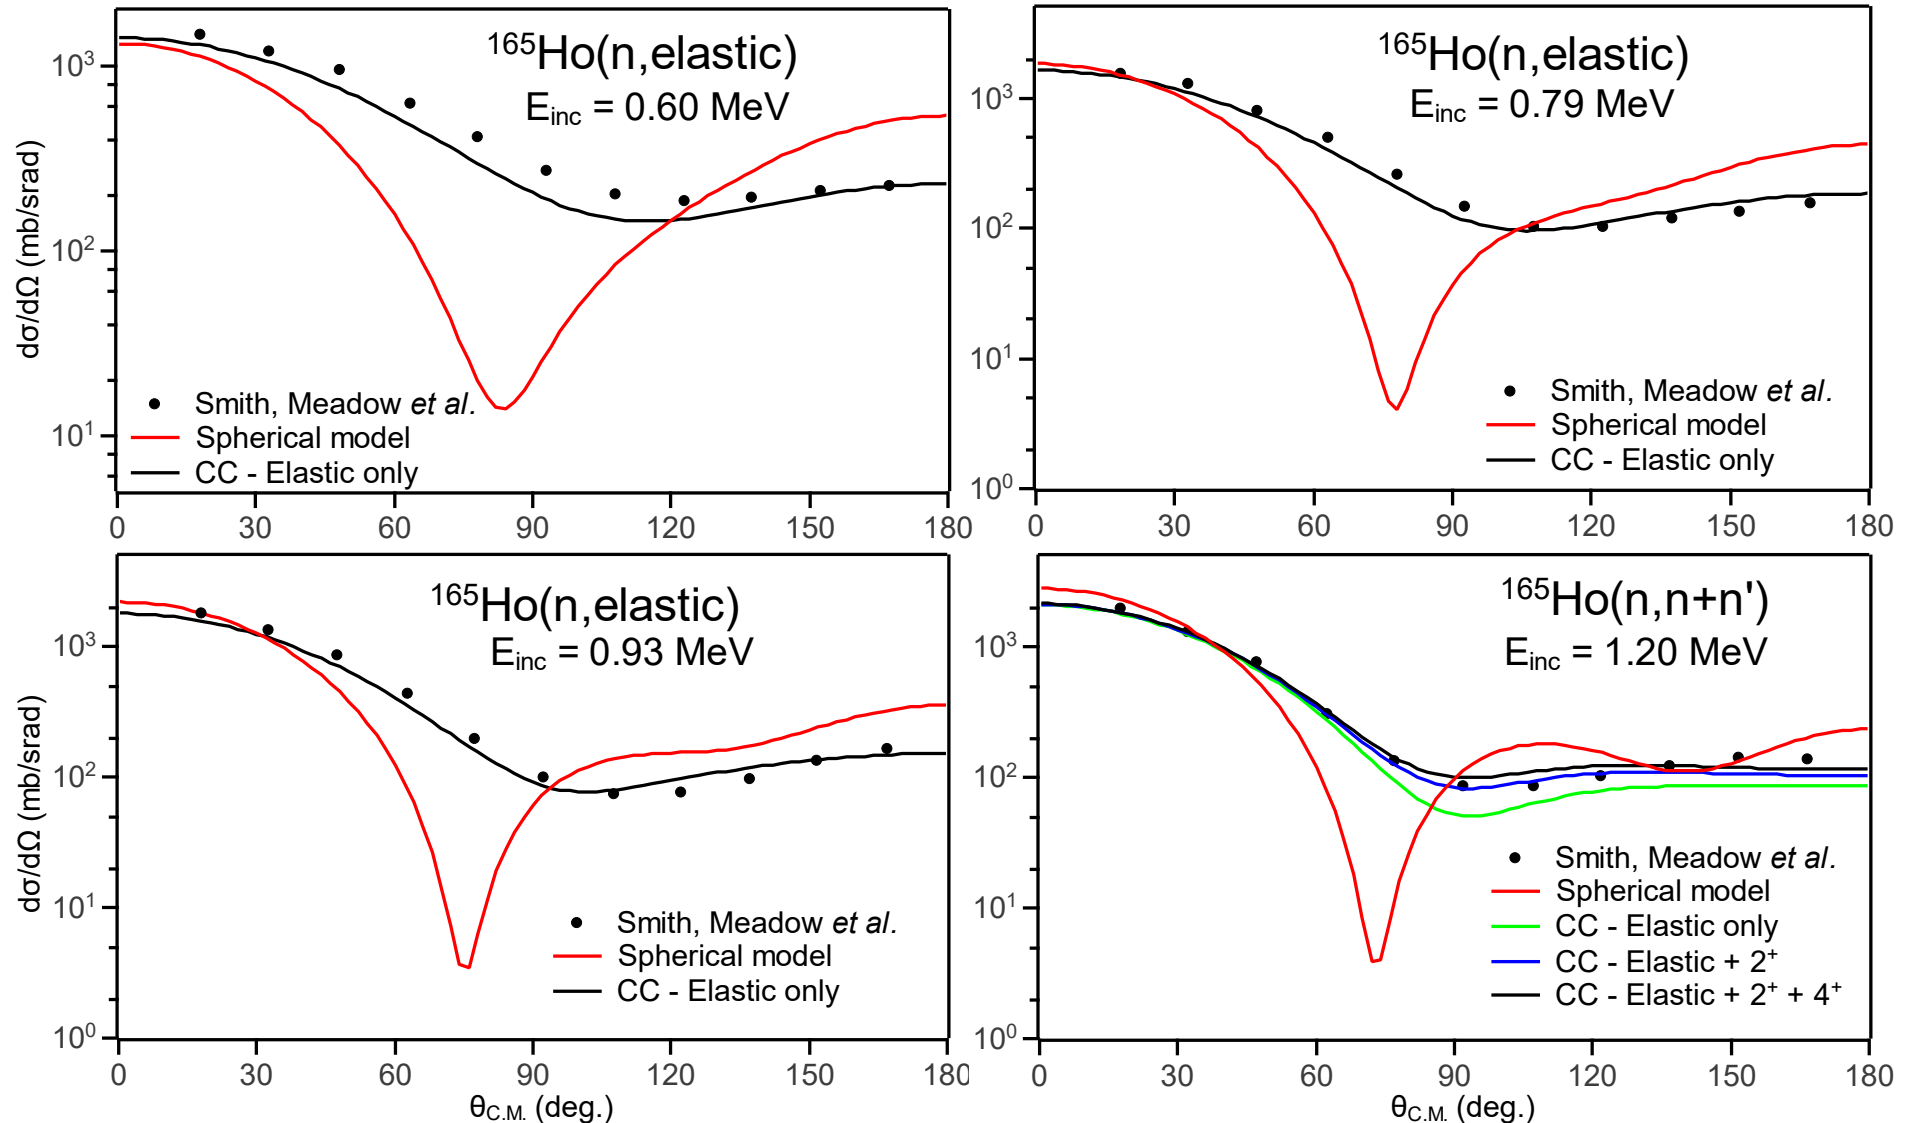 ¹⁶⁵Ho(n,elastic)
E_inc = 0.60 MeV
10³
10²
10¹
dσ/dΩ (mb/srad)
Smith, Meadow et al.
Spherical model
CC - Elastic only
0 30 60 90 120 150 180
¹⁶⁵Ho(n,elastic)
E_inc = 0.79 MeV
10³
10²
10¹
10⁰
Smith, Meadow et al.
Spherical model
CC - Elastic only
0 30 60 90 120 150 180
¹⁶⁵Ho(n,elastic)
E_inc = 0.93 MeV
10³
10²
10¹
10⁰
dσ/dΩ (mb/srad)
Smith, Meadow et al.
Spherical model
CC - Elastic only
0 30 60 90 120 150 180
θ_C.M. (deg.)
¹⁶⁵Ho(n,n+n')
E_inc = 1.20 MeV
10³
10²
10¹
10⁰
Smith, Meadow et al.
Spherical model
CC - Elastic only
CC - Elastic + 2⁺
CC - Elastic + 2⁺ + 4⁺
0 30 60 90 120 150 180
θ_C.M. (deg.)